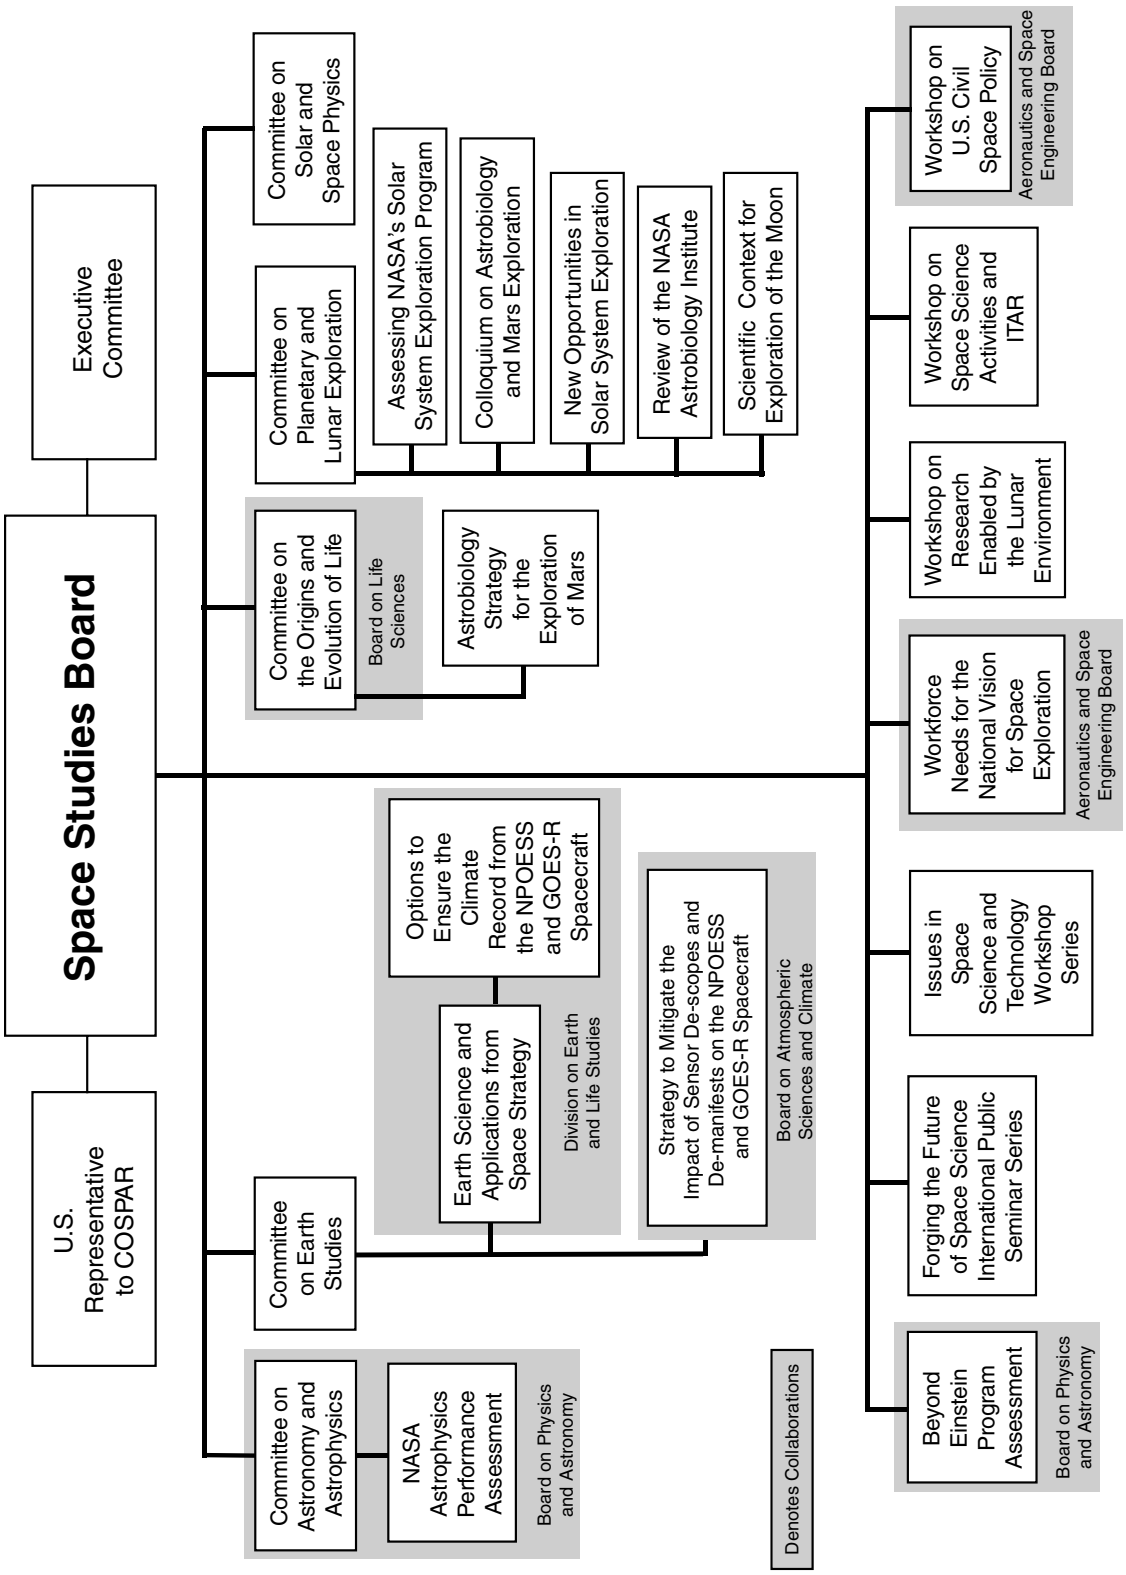 Space Studies Board
U.S.
Representative
to COSPAR
Executive
Committee
Committee on
Astronomy and
Astrophysics
NASA
Astrophysics
Performance
Assessment
Board on Physics
and Astronomy
Committee
on Earth
Studies
Earth Science and
Applications from
Space Strategy
Options to
Ensure the
Climate
Record from
the NPOESS
and GOES-R
Spacecraft
Division on Earth
and Life Studies
Strategy to Mitigate the
Impact of Sensor De-scopes and
De-manifests on the NPOESS
and GOES-R Spacecraft
Board on Atmospheric
Sciences and Climate
Committee on
the Origins and
Evolution of Life
Board on Life
Sciences
Astrobiology
Strategy
for the
Exploration
of Mars
Committee on
Planetary and
Lunar Exploration
Assessing NASA's Solar
System Exploration Program
Colloquium on Astrobiology
and Mars Exploration
New Opportunities in
Solar System Exploration
Review of the NASA
Astrobiology Institute
Scientific Context for
Exploration of the Moon
Committee on
Solar and
Space Physics
Denotes Collaborations
Beyond
Einstein
Program
Assessment
Board on Physics
and Astronomy
Forging the Future
of Space Science
International Public
Seminar Series
Issues in
Space
Science and
Technology
Workshop
Series
Workforce
Needs for the
National Vision
for Space
Exploration
Aeronautics and Space
Engineering Board
Workshop on
Research
Enabled by
the Lunar
Environment
Workshop on
Space Science
Activities and
ITAR
Workshop on
U.S. Civil
Space Policy
Aeronautics and Space
Engineering Board